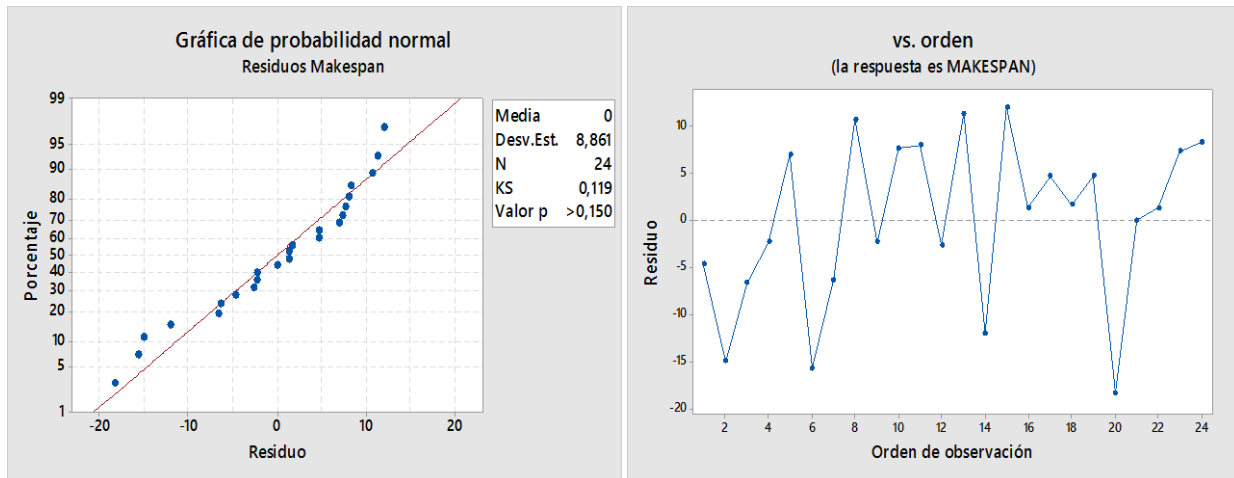 Gráfica de probabilidad normal
Residuos Makespan
99
95
90
80
70
60
50
40
30
20
10
5
1
Porcentaje
-20
-10
0
10
20
Residuo
Media 0
Desv.Est. 8,861
N 24
KS 0,119
Valor p >0,150
vs. orden
(la respuesta es MAKESPAN)
10
5
0
-5
-10
-15
-20
Residuo
2
4
6
8
10
12
14
16
18
20
22
24
Orden de observación